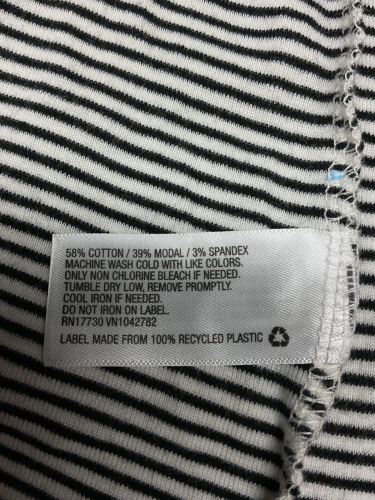 58% COTTON / 39% MODAL / 3% SPANDEX
MACHINE WASH COLD WITH LIKE COLORS.
ONLY NON CHLORINE BLEACH IF NEEDED.
TUMBLE DRY LOW, REMOVE PROMPTLY.
COOL IRON IF NEEDED.
DO NOT IRON ON LABEL.
RN17730 VN1042782
LABEL MADE FROM 100% RECYCLED PLASTIC